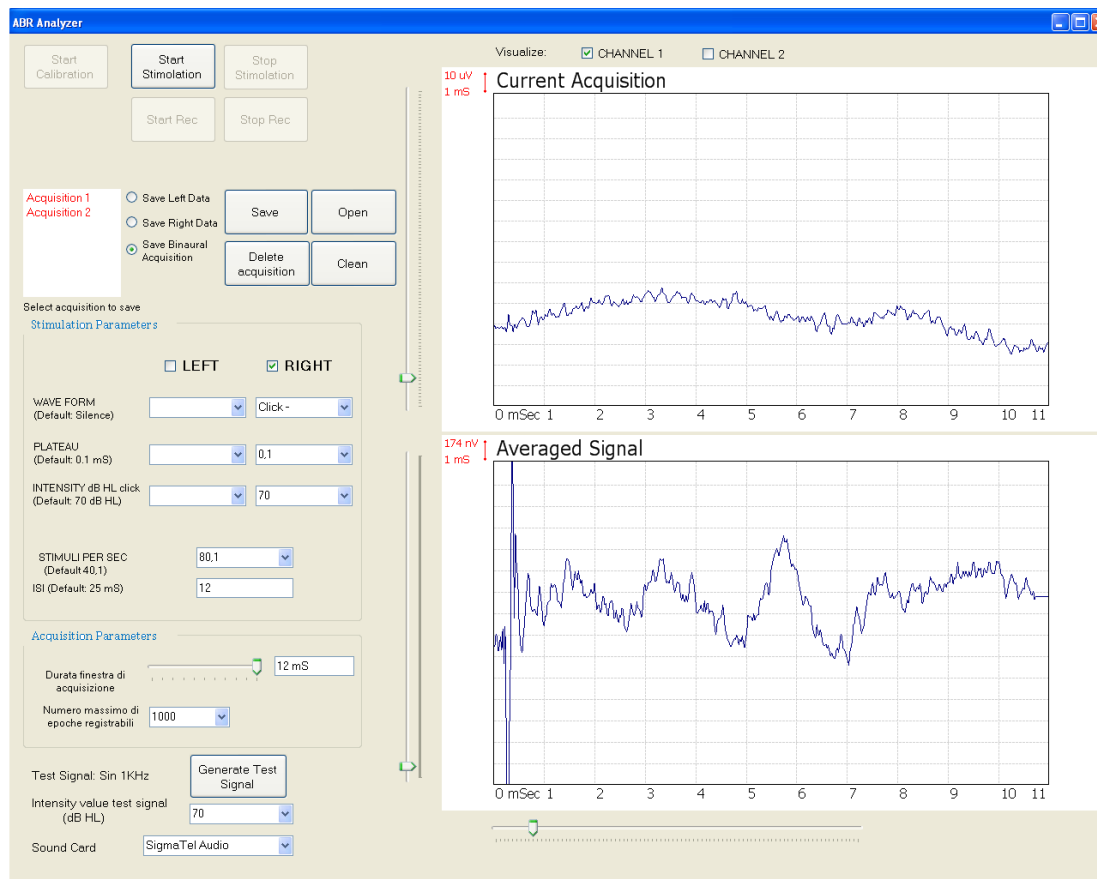 ABR Analyzer
Start
Calibration
Start
Stimolation
Stop
Stimolation
Start Rec
Stop Rec
Acquisition 1
Acquisition 2
Save Left Data
Save Right Data
Save Binaural
Acquisition
Save
Open
Delete
acquisition
Clean
Select acquisition to save
Stimulation Parameters
LEFT
RIGHT
WAVE FORM
(Default: Silence)
Click -
PLATEAU
(Default: 0.1 mS)
0,1
INTENSITY dB HL click
(Default: 70 dB HL)
70
STIMULI PER SEC
(Default 40,1)
80,1
ISI (Default: 25 mS)
12
Acquisition Parameters
Durata finestra di
acquisizione
12 mS
Numero massimo di
epoche registrabili
1000
Test Signal: Sin 1KHz
Generate Test
Signal
Intensity value test signal
(dB HL)
70
Sound Card
SigmaTel Audio
Visualize:
CHANNEL 1
CHANNEL 2
10 uV
1 mS
Current Acquisition
0 mSec 1 2 3 4 5 6 7 8 9 10 11
174 nV
1 mS
Averaged Signal
0 mSec 1 2 3 4 5 6 7 8 9 10 11